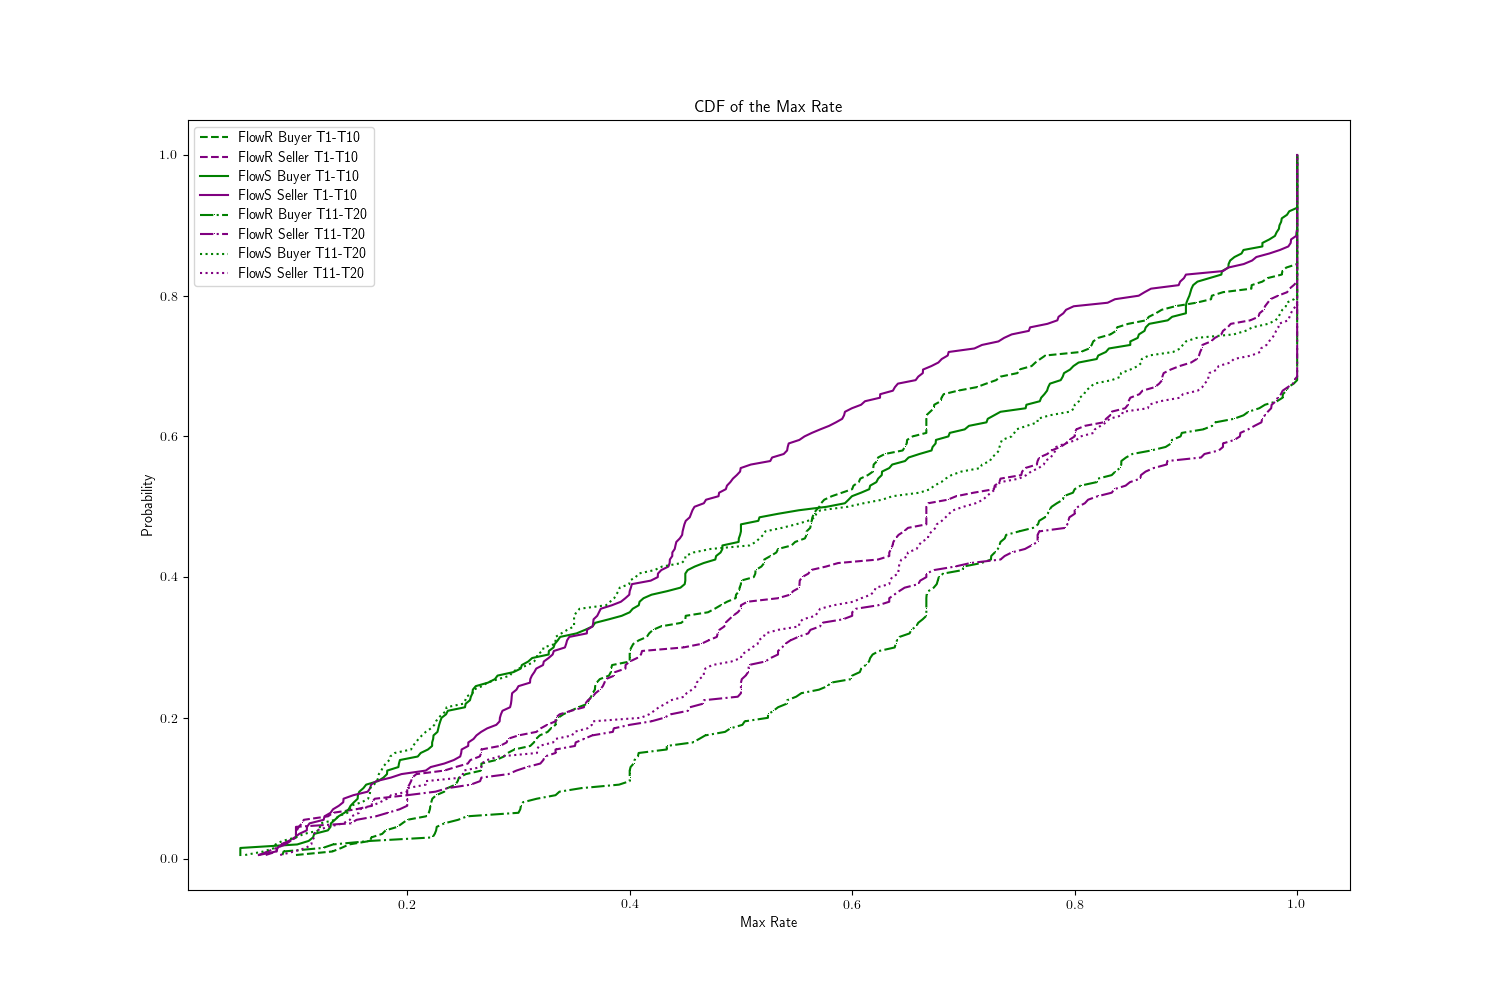 CDF of the Max Rate
FlowR Buyer T1-T10
FlowR Seller T1-T10
FlowS Buyer T1-T10
FlowS Seller T1-T10
FlowR Buyer T11-T20
FlowR Seller T11-T20
FlowS Buyer T11-T20
FlowS Seller T11-T20
1.0
0.8
0.6
0.4
0.2
0.0
Probability
0.2 0.4 0.6 0.8 1.0
Max Rate